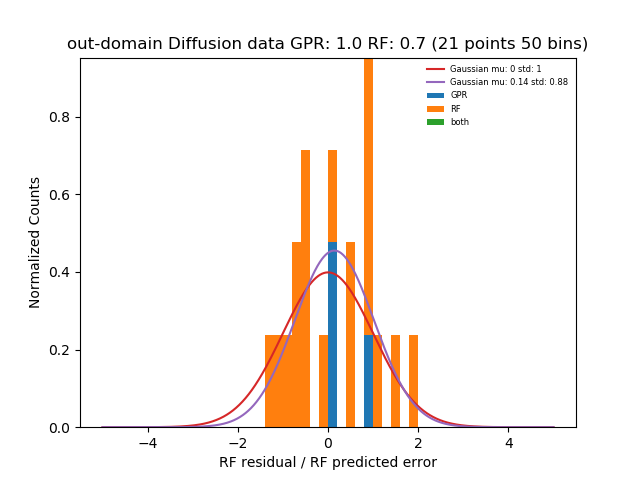 out-domain Diffusion data GPR: 1.0 RF: 0.7 (21 points 50 bins)
Gaussian mu: 0 std: 1
Gaussian mu: 0.14 std: 0.88
GPR
RF
both
Normalized Counts
0.8
0.6
0.4
0.2
0.0
−4
−2
0
2
4
RF residual / RF predicted error